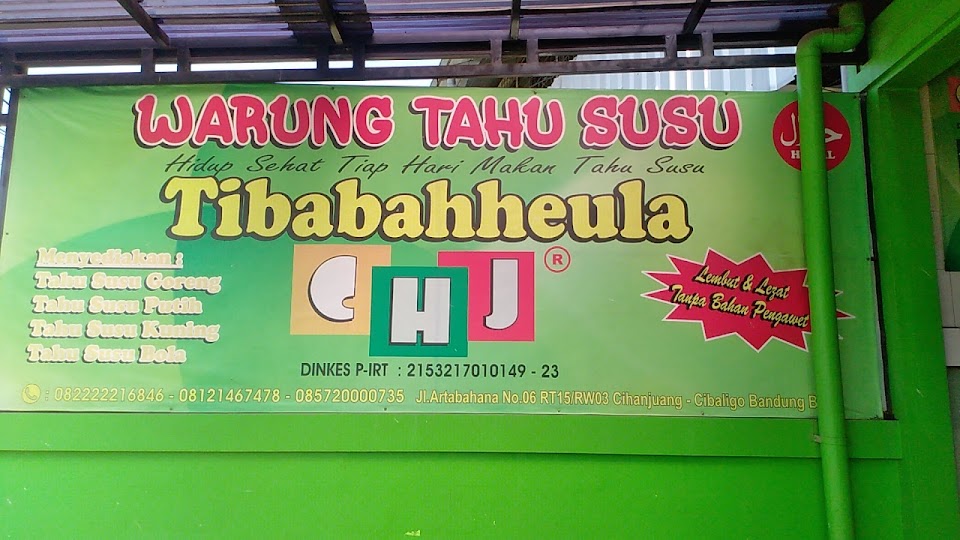 WARUNG TAHU SUSU
Hidup Sehat Tiap Hari Makan Tahu Susu
Tibabahheula
حلال
Menyediakan :
Tahu Susu Goreng
Tahu Susu Putih
Tahu Susu Kuning
Tahu Susu Bola
CHJ ®
Lembut & Lezat
Tanpa Bahan Pengawet
DINKES P-IRT : 2153217010149 - 23
: 082222216846 - 08121467478 - 085720000735 Jl.Artabahana No.06 RT15/RW03 Cihanjuang - Cibaligo Bandung B